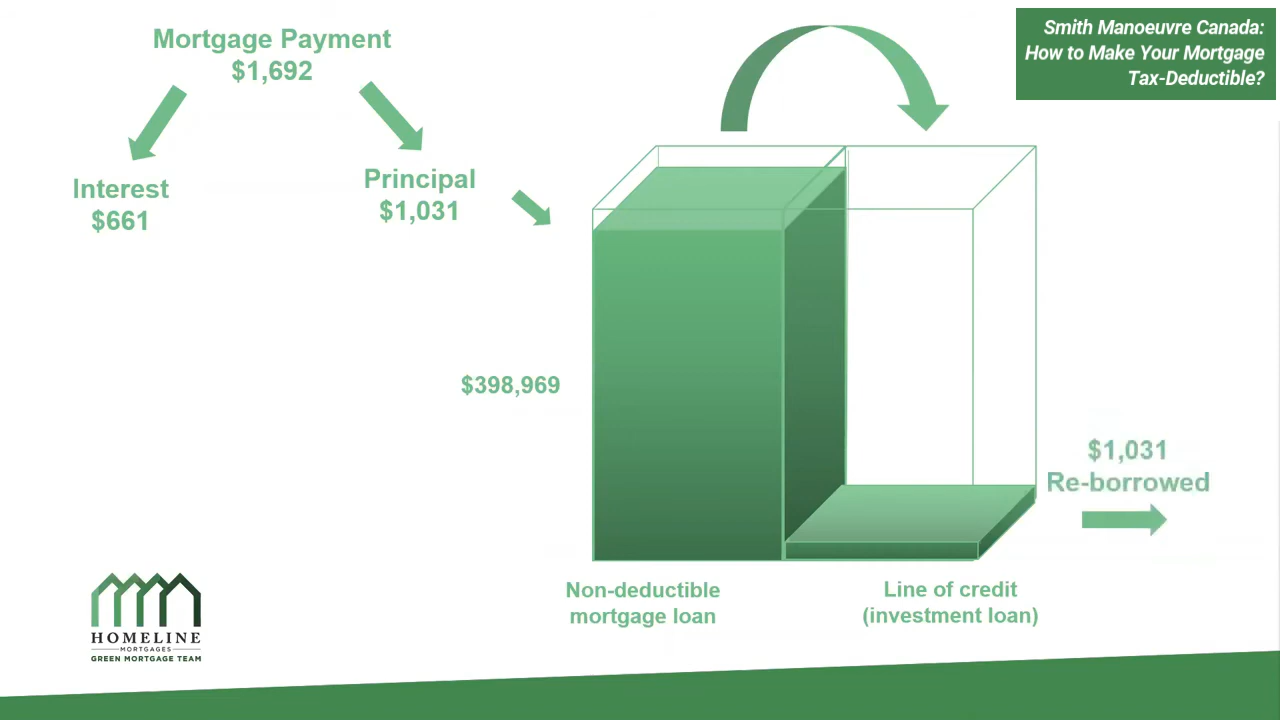 Mortgage Payment
$1,692
Smith Manoeuvre Canada:
How to Make Your Mortgage
Tax-Deductible?
Interest
$661
Principal
$1,031
$398,969
$1,031
Re-borrowed
Non-deductible
mortgage loan
Line of credit
(investment loan)
HOMELINE
MORTGAGES
GREEN MORTGAGE TEAM